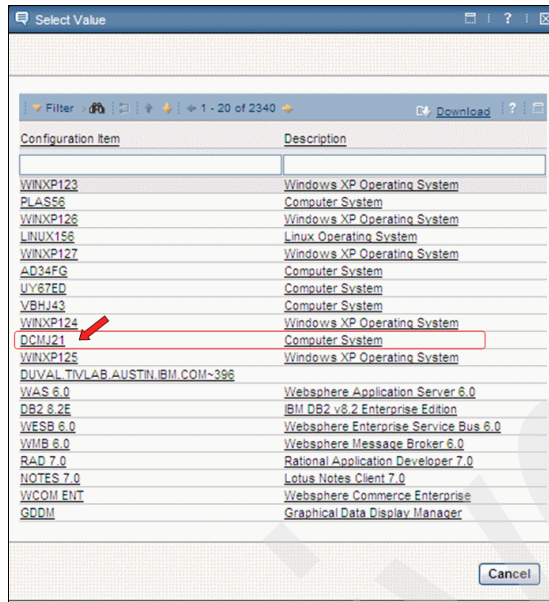 Select Value ?
Filter 1 - 20 of 2340 Download ?
Configuration Item Description
WINXP123 Windows XP Operating System
PLAS56 Computer System
WINXP126 Windows XP Operating System
LINUX156 Linux Operating System
WINXP127 Windows XP Operating System
AD34FG Computer System
UY67ED Computer System
VBHJ43 Computer System
WINXP124 Windows XP Operating System
DCMJ21 Computer System
WINXP125 Windows XP Operating System
DUVAL.TIVLAB.AUSTIN.IBM.COM~396
WAS 6.0 Websphere Application Server 6.0
DB2 8.2E IBM DB2 v8.2 Enterprise Edition
WESB 6.0 Websphere Enterprise Service Bus 6.0
WMB 6.0 Websphere Message Broker 6.0
RAD 7.0 Rational Application Developer 7.0
NOTES 7.0 Lotus Notes Client 7.0
WCOM ENT Websphere Commerce Enterprise
GDDM Graphical Data Display Manager
Cancel